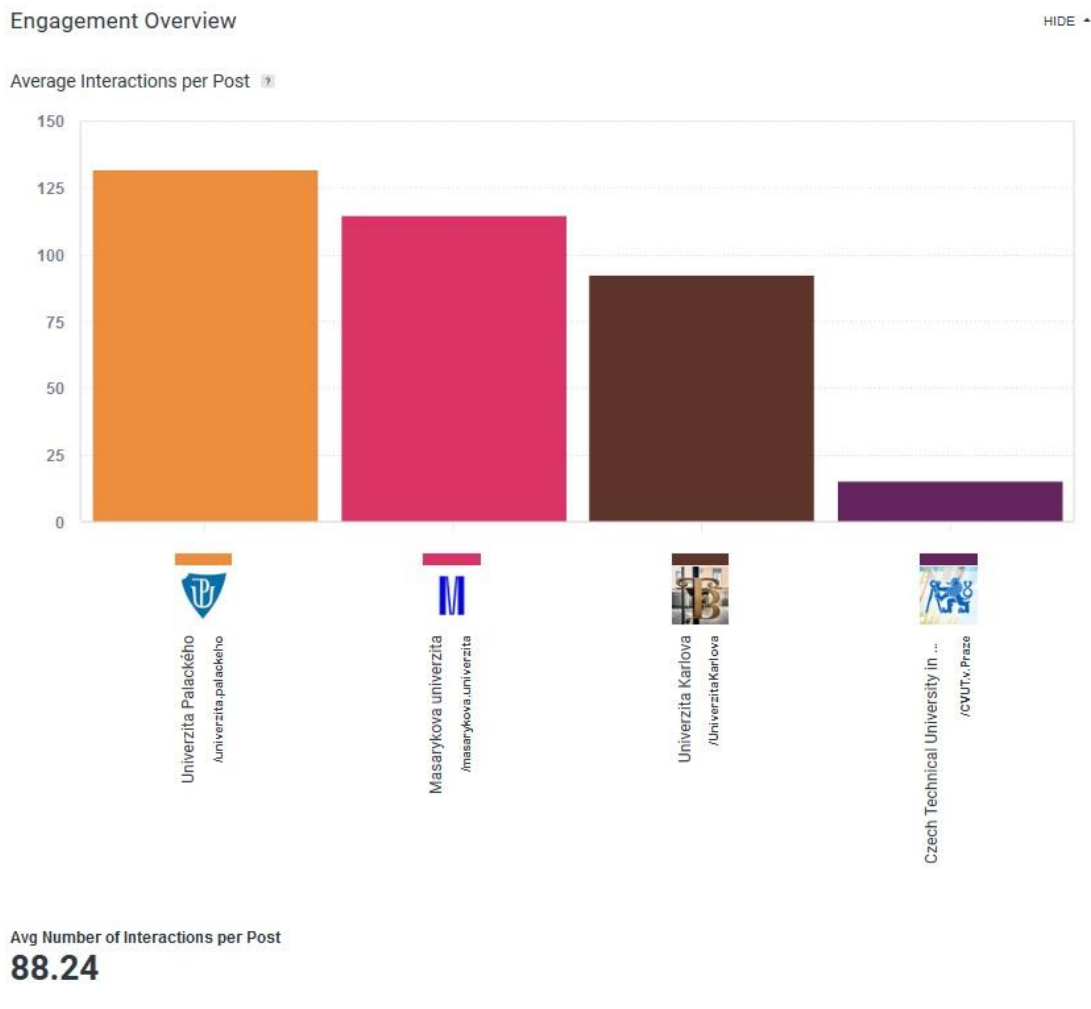 Engagement Overview
HIDE
Average Interactions per Post ?
150
125
100
75
50
25
0
Univerzita Palackého
/univerzita.palackeho
Masarykova univerzita
/masarykova.univerzita
Univerzita Karlova
/UniverzitaKarlova
Czech Technical University in ...
/CVUT.v.Praze
Avg Number of Interactions per Post
88.24